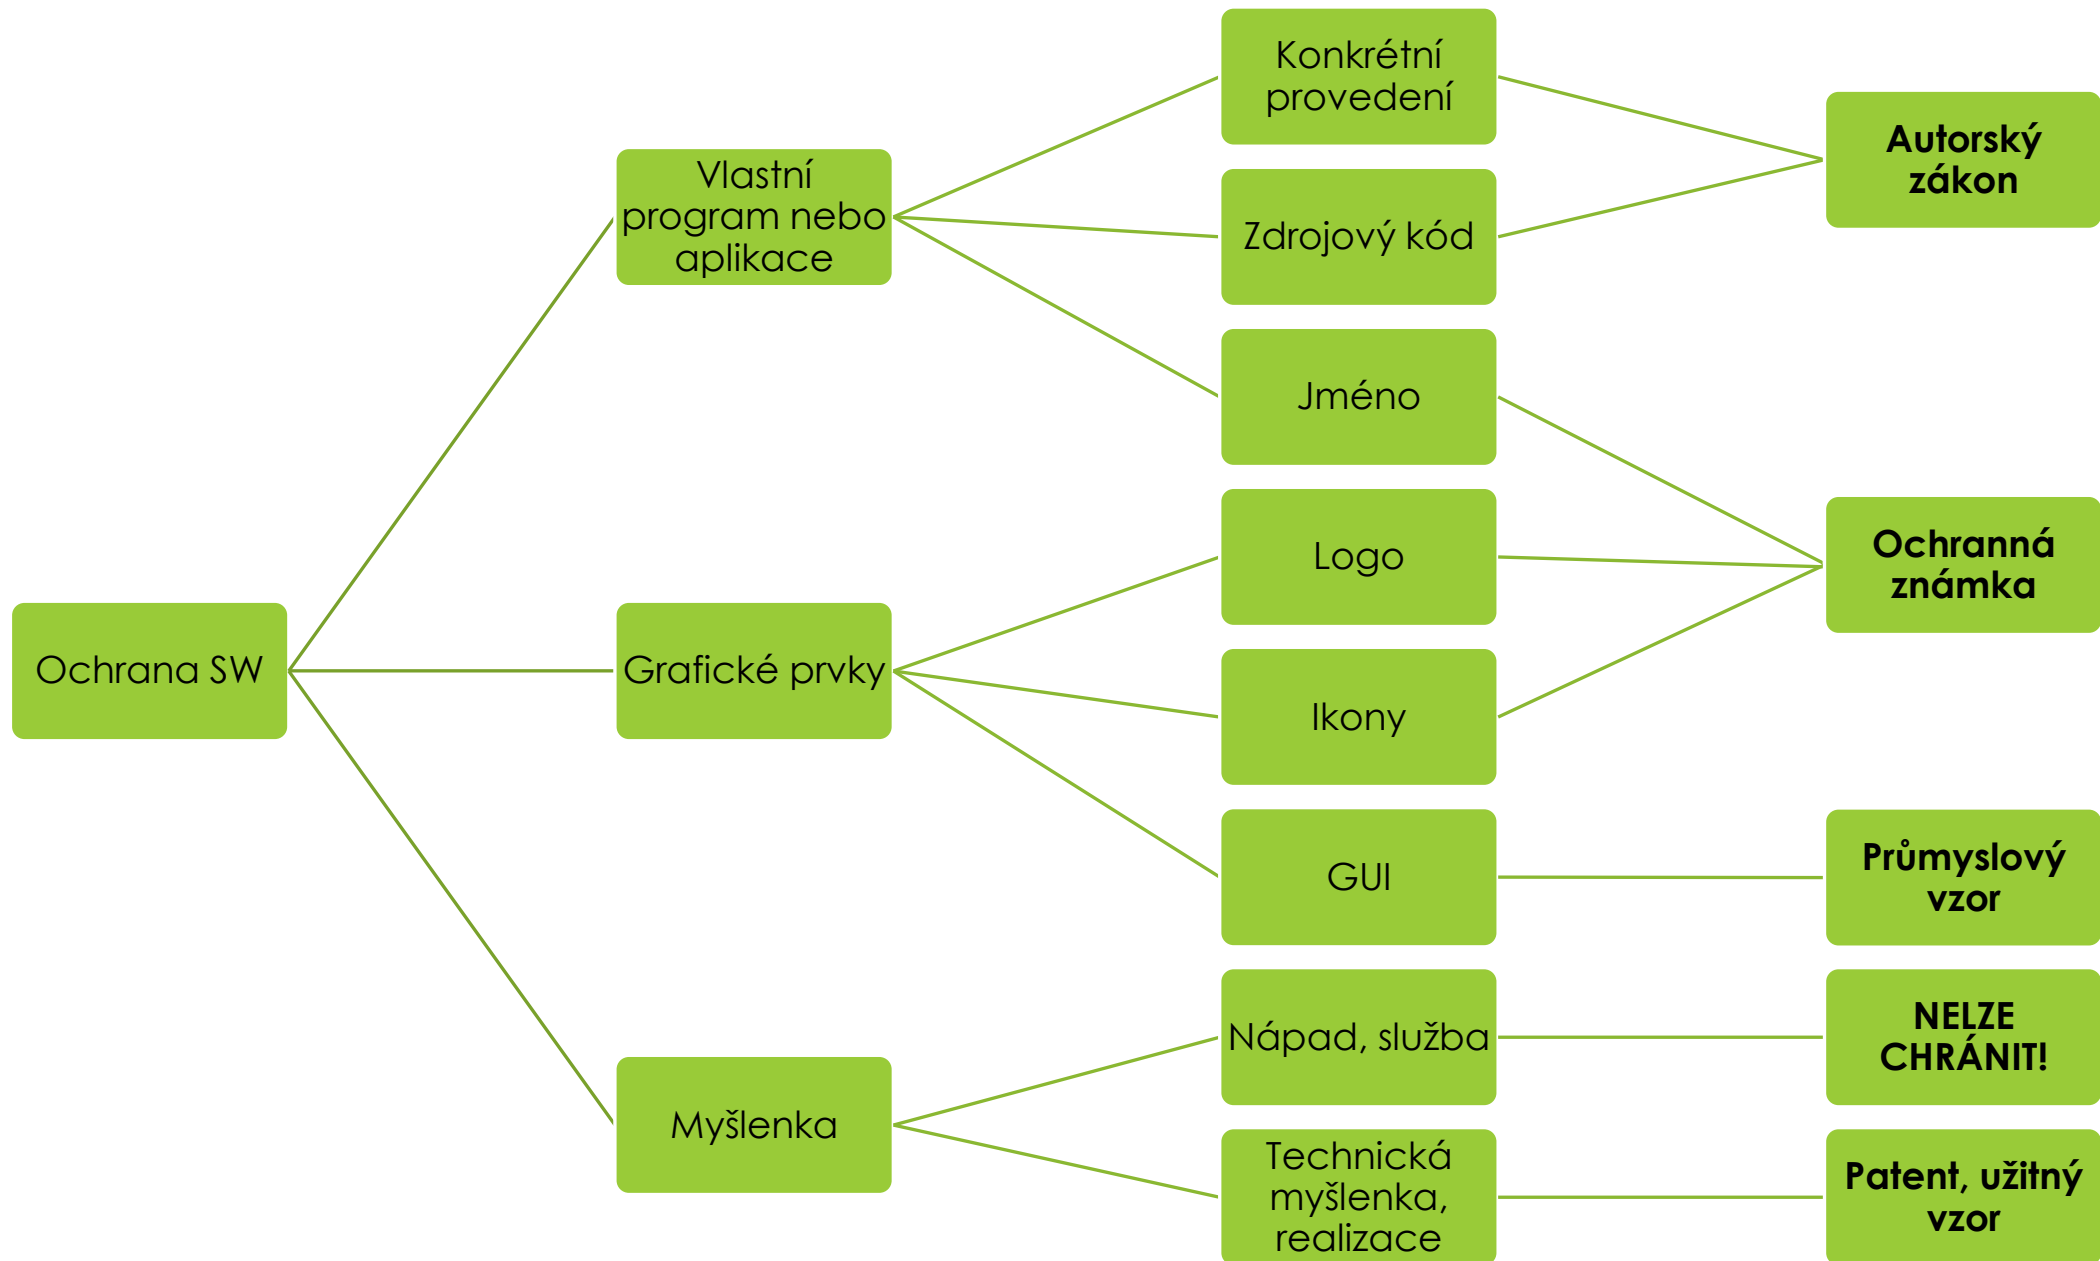 Ochrana SW
Vlastní
program nebo
aplikace
Grafické prvky
Myšlenka
Konkrétní
provedení
Zdrojový kód
Jméno
Logo
Ikony
GUI
Nápad, služba
Technická
myšlenka,
realizace
Autorský
zákon
Ochranná
známka
Průmyslový
vzor
NELZE
CHRÁNIT!
Patent, užitný
vzor